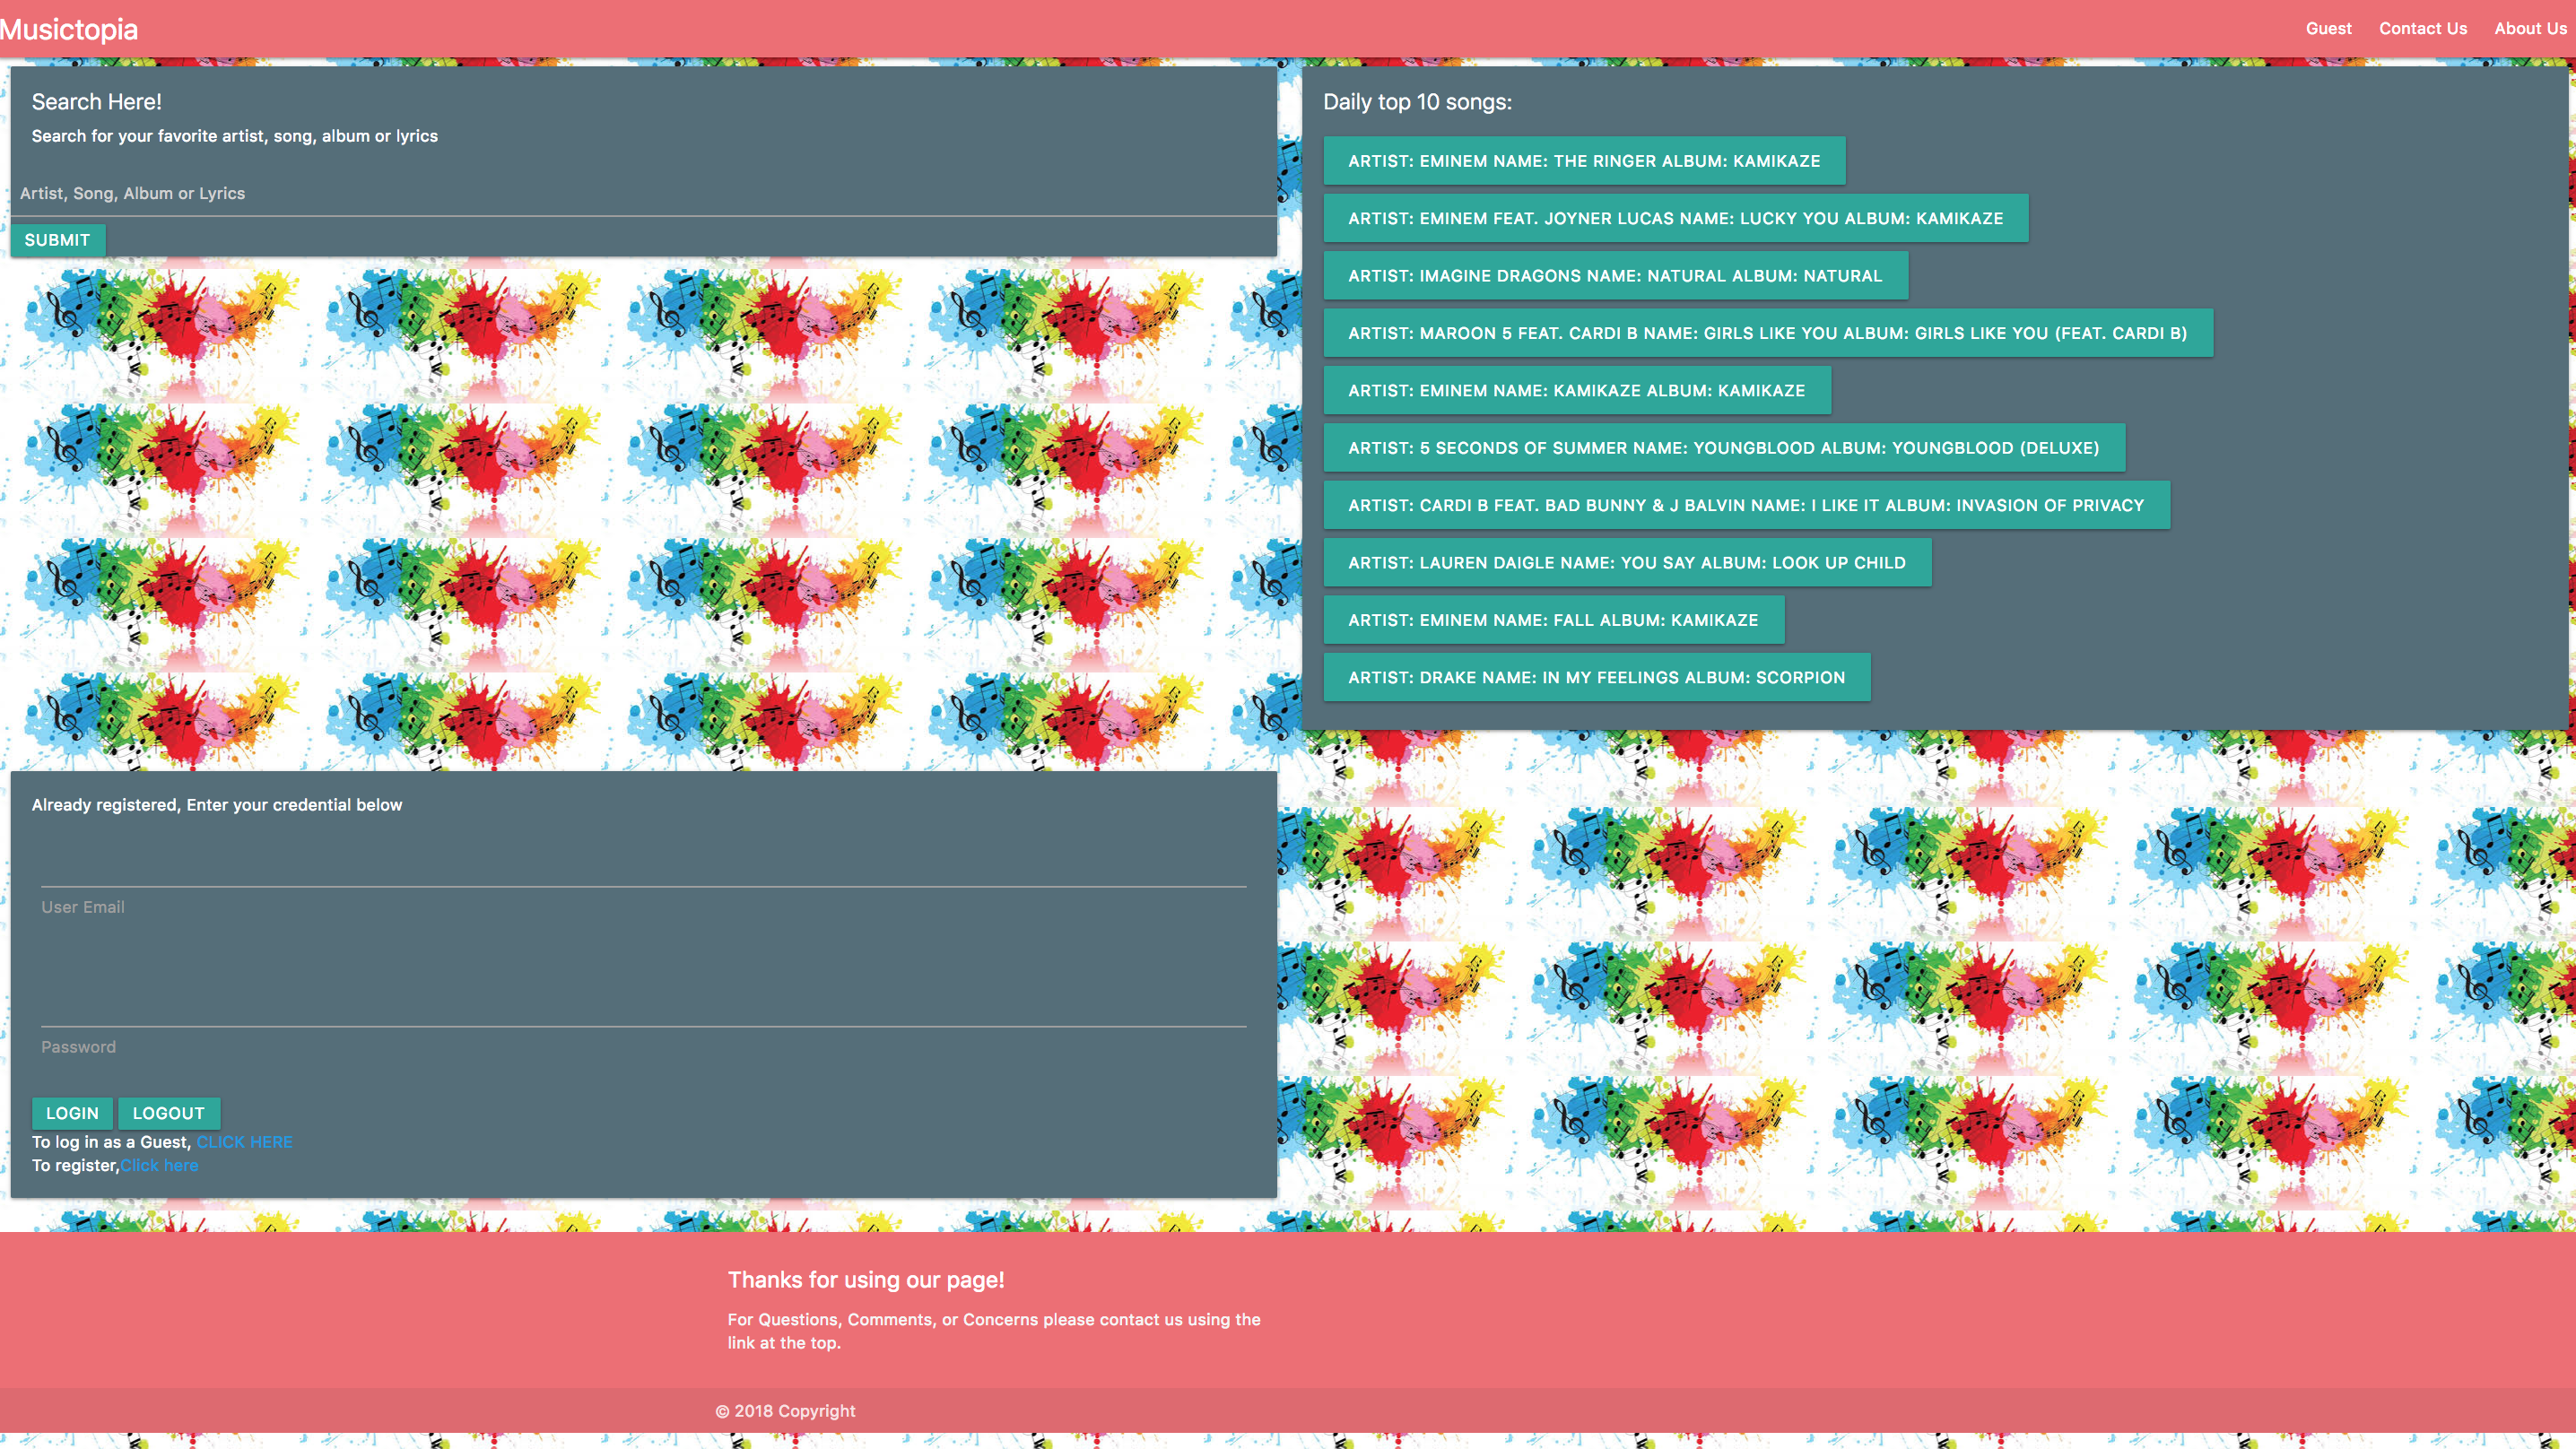 Musictopia
Guest Contact Us About Us
Search Here!
Search for your favorite artist, song, album or lyrics
Artist, Song, Album or Lyrics
SUBMIT
Daily top 10 songs:
ARTIST: EMINEM NAME: THE RINGER ALBUM: KAMIKAZE
ARTIST: EMINEM FEAT. JOYNER LUCAS NAME: LUCKY YOU ALBUM: KAMIKAZE
ARTIST: IMAGINE DRAGONS NAME: NATURAL ALBUM: NATURAL
ARTIST: MAROON 5 FEAT. CARDI B NAME: GIRLS LIKE YOU ALBUM: GIRLS LIKE YOU (FEAT. CARDI B)
ARTIST: EMINEM NAME: KAMIKAZE ALBUM: KAMIKAZE
ARTIST: 5 SECONDS OF SUMMER NAME: YOUNGBLOOD ALBUM: YOUNGBLOOD (DELUXE)
ARTIST: CARDI B FEAT. BAD BUNNY & J BALVIN NAME: I LIKE IT ALBUM: INVASION OF PRIVACY
ARTIST: LAUREN DAIGLE NAME: YOU SAY ALBUM: LOOK UP CHILD
ARTIST: EMINEM NAME: FALL ALBUM: KAMIKAZE
ARTIST: DRAKE NAME: IN MY FEELINGS ALBUM: SCORPION
Already registered, Enter your credential below
User Email
Password
LOGIN LOGOUT
To log in as a Guest, CLICK HERE
To register,Click here
Thanks for using our page!
For Questions, Comments, or Concerns please contact us using the
link at the top.
© 2018 Copyright